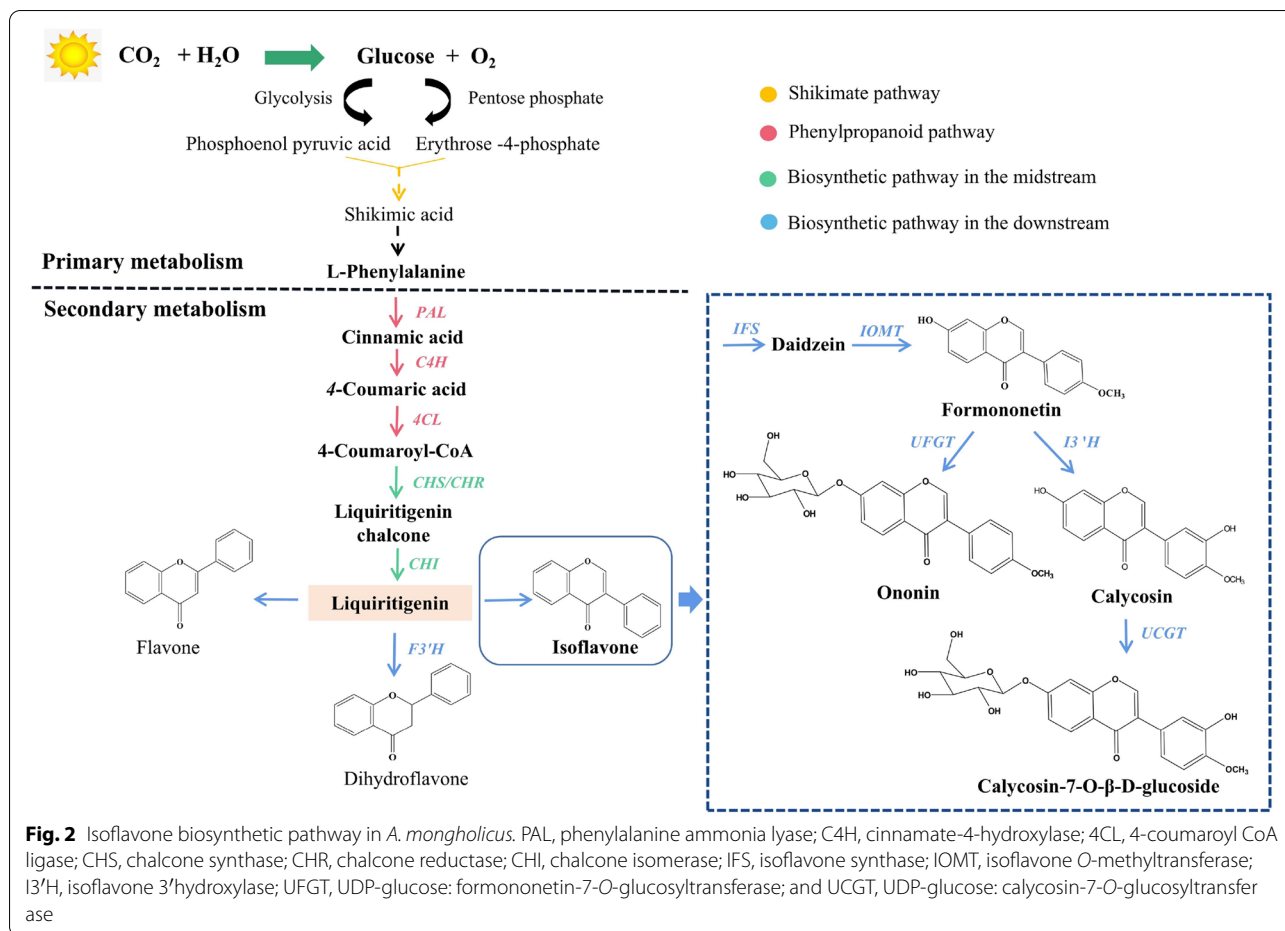 CO2 + H2O Glucose + O2
Glycolysis Pentose phosphate
Phosphoenol pyruvic acid Erythrose -4-phosphate
Shikimic acid
Primary metabolism
L-Phenylalanine
Secondary metabolism
PAL
Cinnamic acid
C4H
4-Coumaric acid
4CL
4-Coumaroyl-CoA
CHS/CHR
Liquiritigenin
chalcone
CHI
Liquiritigenin
O
O
Flavone
F3'H
O
O
Dihydroflavone
O
O
Isoflavone
Shikimate pathway
Phenylpropanoid pathway
Biosynthetic pathway in the midstream
Biosynthetic pathway in the downstream
IFS Daidzein IOMT
HO O
O
OCH3
Formononetin
UFGT I3'H
OH
HO O O O
HO OH
O
OCH3
Ononin
HO O
OH
O
OCH3
Calycosin
UCGT
OH
HO O O O
HO OH
OH
O
OCH3
Calycosin-7-O-β-D-glucoside
Fig. 2 Isoflavone biosynthetic pathway in A. mongholicus. PAL, phenylalanine ammonia lyase; C4H, cinnamate-4-hydroxylase; 4CL, 4-coumaroyl CoA
ligase; CHS, chalcone synthase; CHR, chalcone reductase; CHI, chalcone isomerase; IFS, isoflavone synthase; IOMT, isoflavone O-methyltransferase;
I3′H, isoflavone 3′hydroxylase; UFGT, UDP-glucose: formononetin-7-O-glucosyltransferase; and UCGT, UDP-glucose: calycosin-7-O-glucosyltransfer
ase